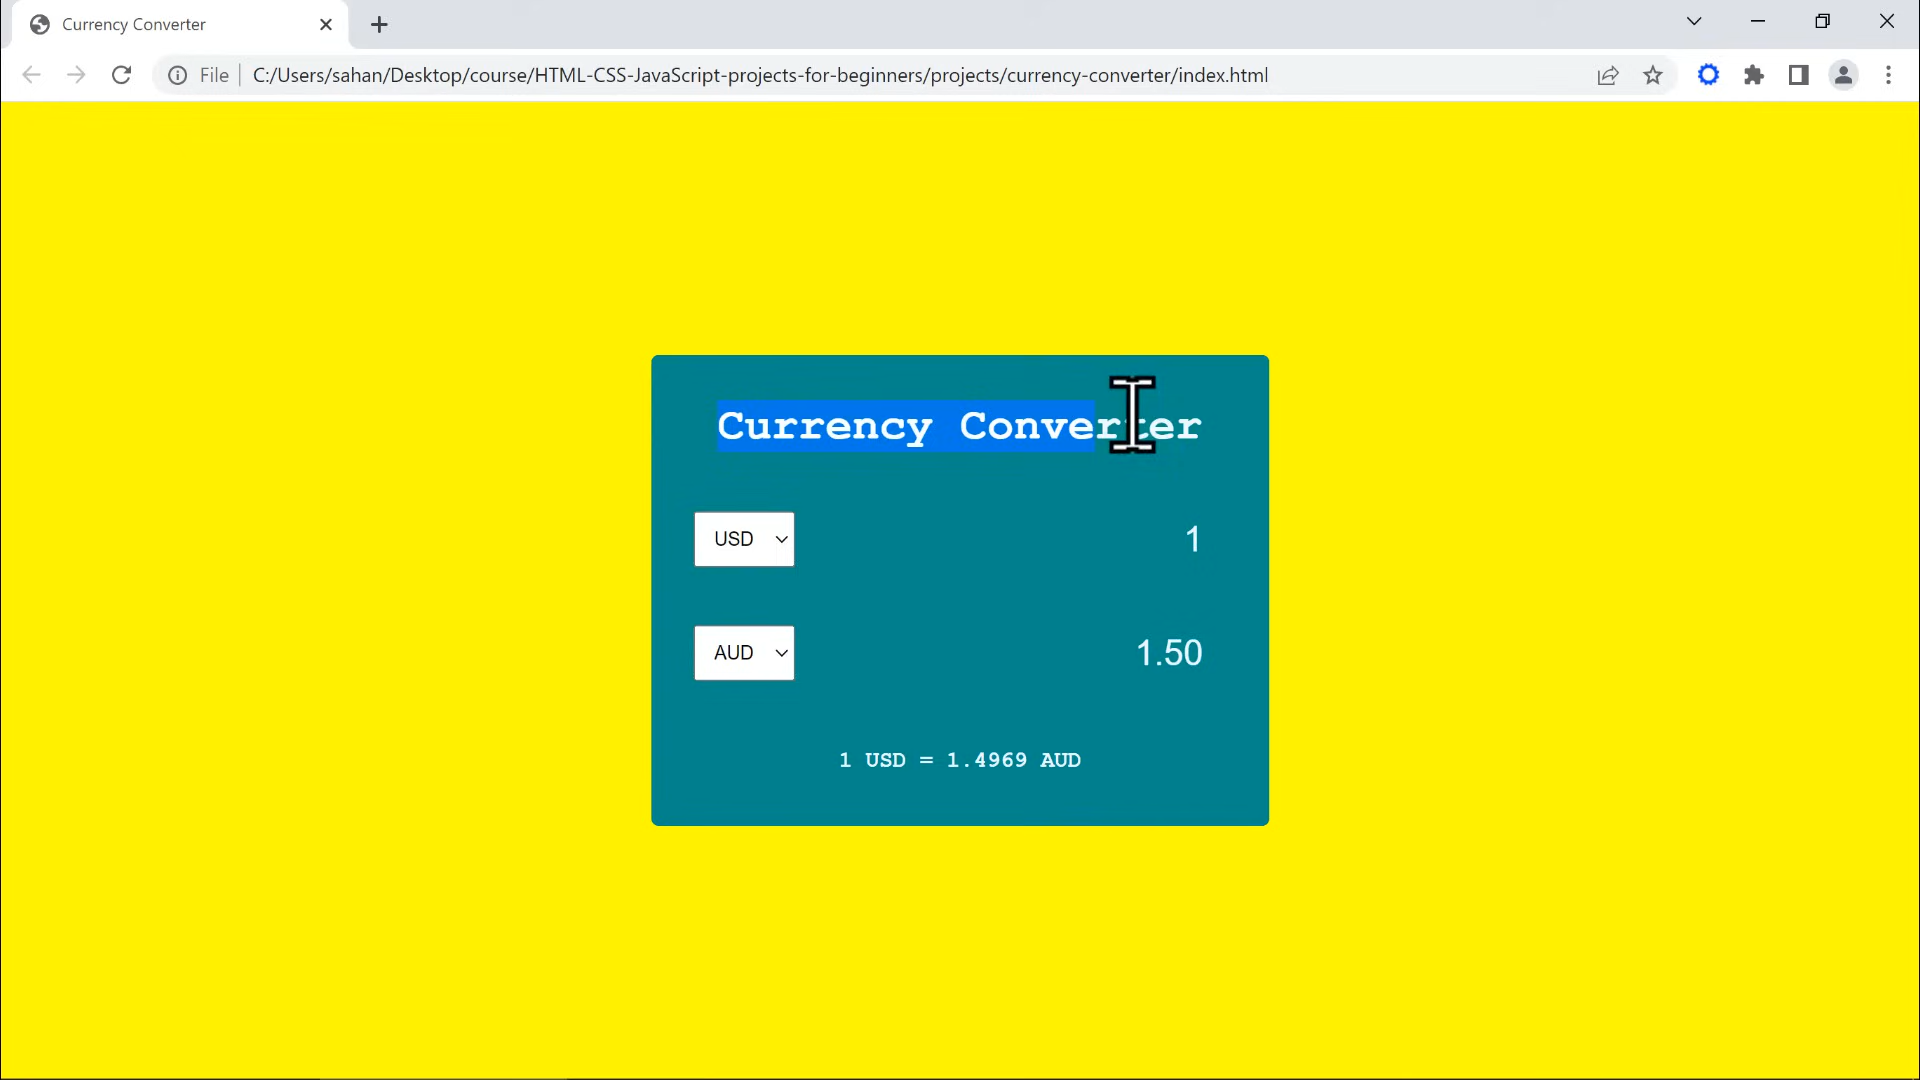 Currency Converter
File
C:/Users/sahan/Desktop/course/HTML-CSS-JavaScript-projects-for-beginners/projects/currency-converter/index.html
Currency Converter
USD
1
AUD
1.50
1 USD = 1.4969 AUD